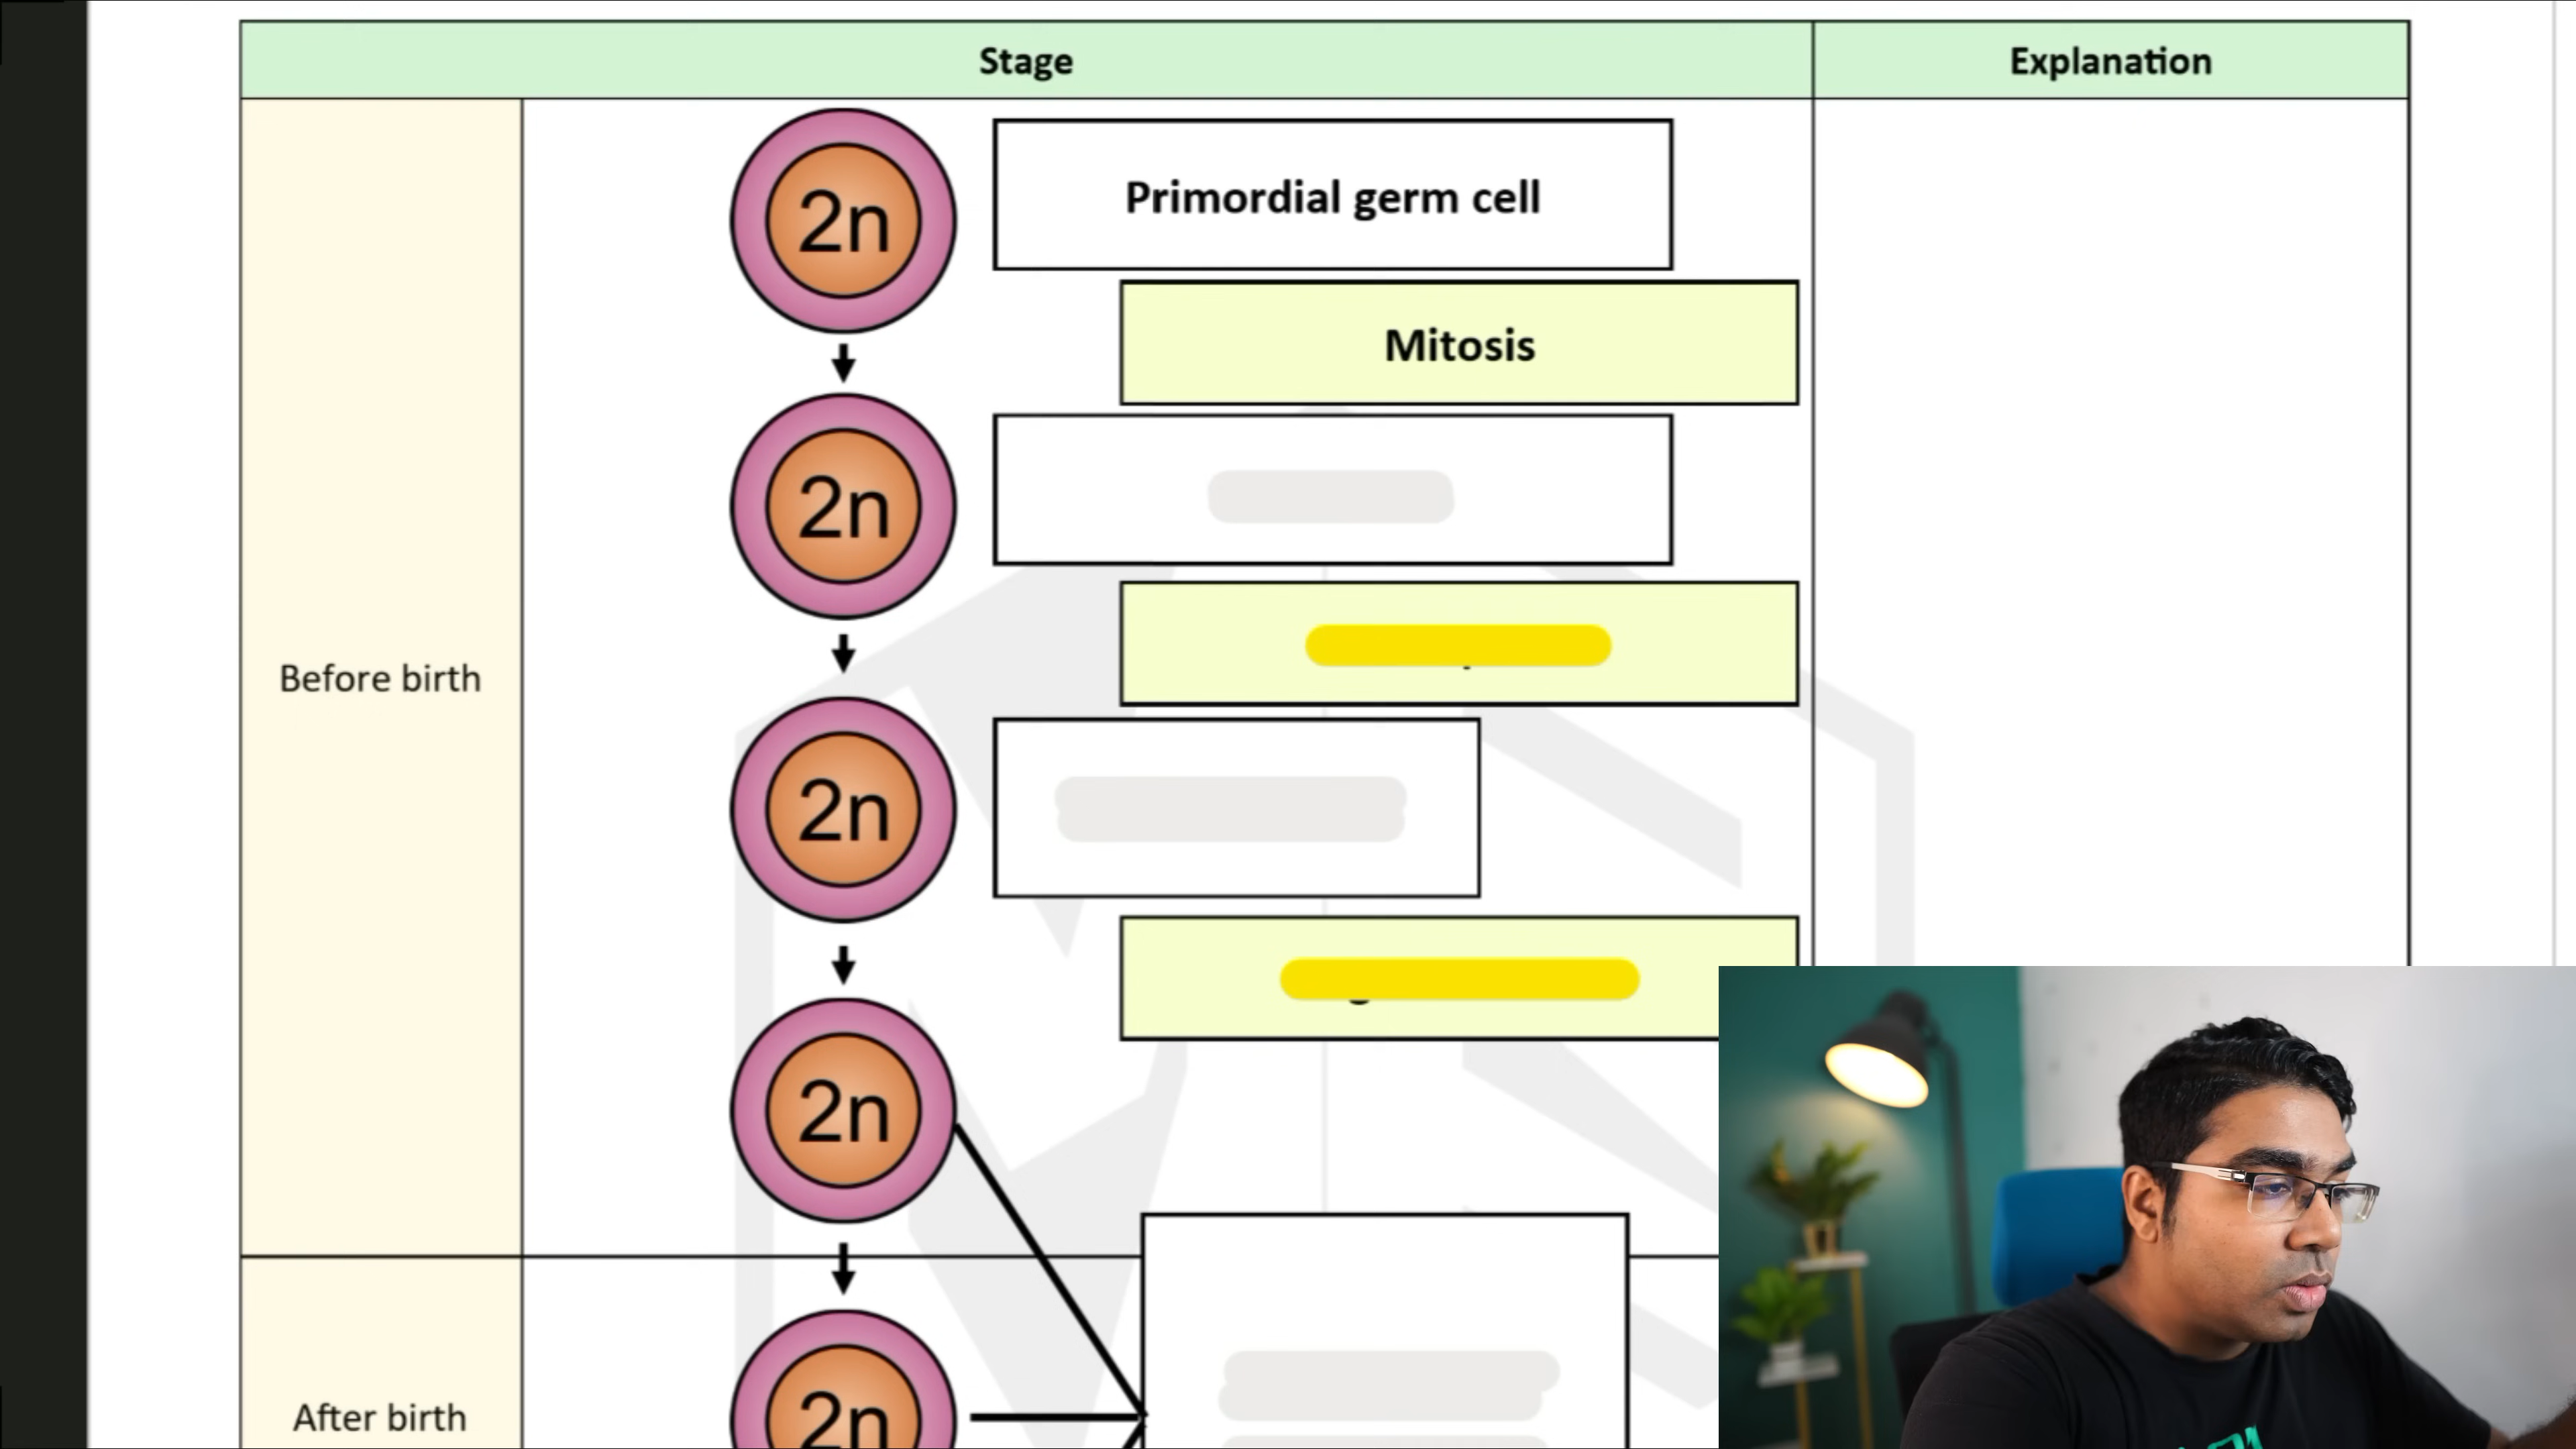 Stage
Explanation
2n
Primordial germ cell
Mitosis
2n
Before birth
2n
2n
After birth
2n